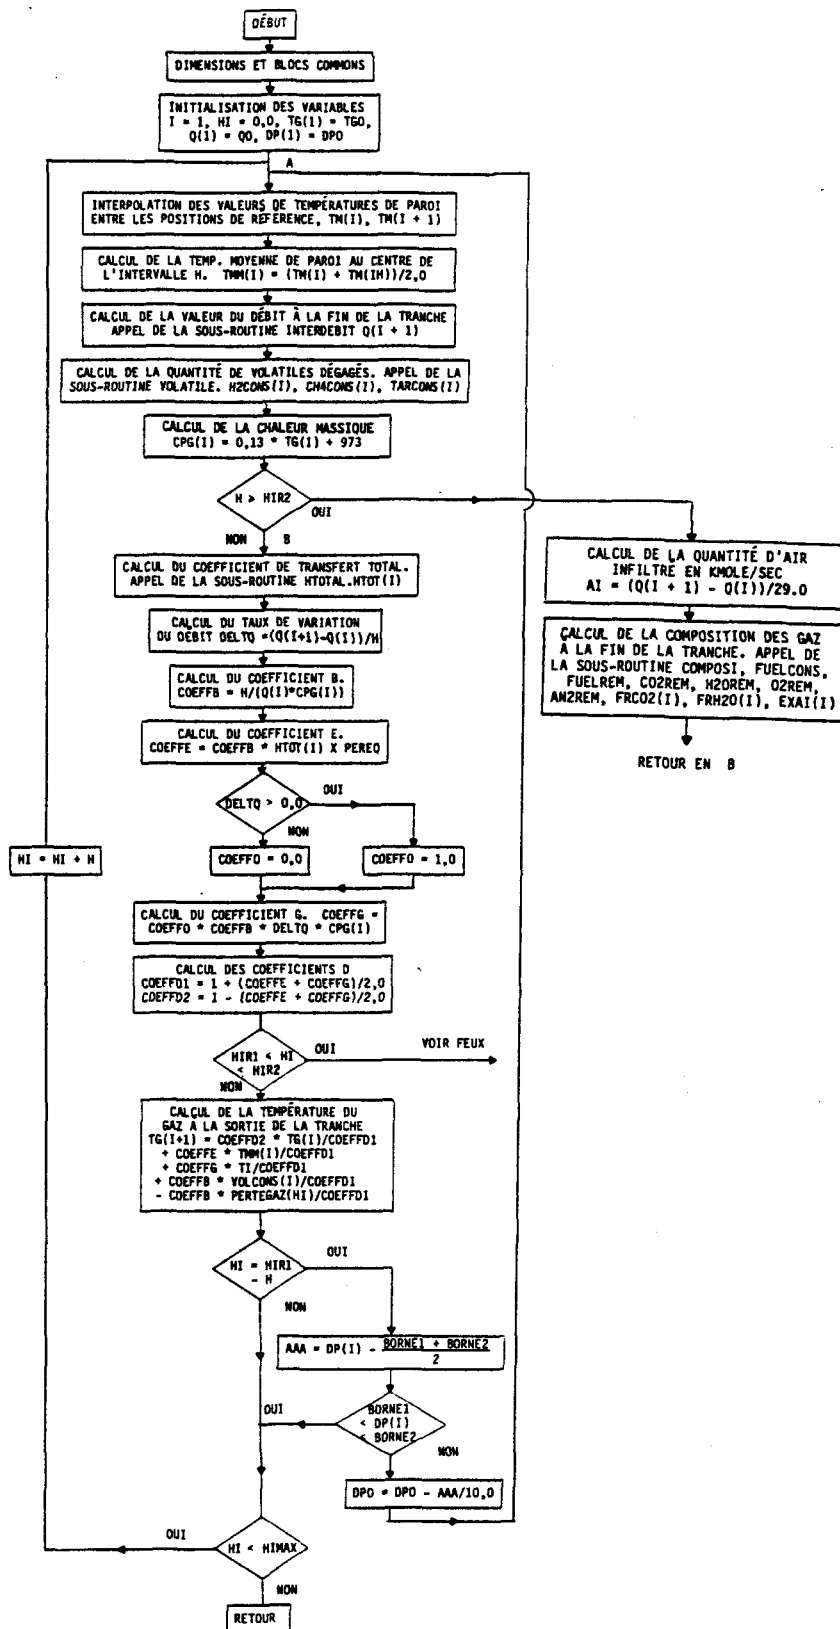 DÉBUT
DIMENSIONS ET BLOCS COMMONS
INITIALISATION DES VARIABLES
I = 1, HI = 0,0, TG(1) = TGO,
Q(1) = QO, DP(1) = DPO
A
INTERPOLATION DES VALEURS DE TEMPÉRATURES DE PAROI
ENTRE LES POSITIONS DE REFERENCE, TM(I), TM(I + 1)
CALCUL DE LA TEMP. MOYENNE DE PAROI AU CENTRE DE
L'INTERVALLE H. TMM(I) = (TM(I) + TM(IH))/2,0
CALCUL DE LA VALEUR DU DÉBIT À LA FIN DE LA TRANCHE
APPEL DE LA SOUS-ROUTINE INTERDEBIT Q(I + 1)
CALCUL DE LA QUANTITÉ DE VOLATILES DÉGAGÉS. APPEL DE LA
SOUS-ROUTINE VOLATILE. H2CONS(I), CH4CONS(I), TARCONS(I)
CALCUL DE LA CHALEUR MASSIQUE
CPG(I) = 0,13 * TG(I) + 973
H > HIR2
OUI
NON
B
CALCUL DE LA QUANTITÉ D'AIR
INFILTRE EN KMOLE/SEC
AI = (Q(I + 1) - Q(I))/29.0
CALCUL DE LA COMPOSITION DES GAZ
À LA FIN DE LA TRANCHE. APPEL DE
LA SOUS-ROUTINE COMPOSI, FUELCONS,
FUELREM, CO2REM, H2OREM, O2REM,
AN2REM, FRCO2(I), FRH2O(I), EXAI(I)
RETOUR EN B
CALCUL DU COEFFICIENT DE TRANSFERT TOTAL.
APPEL DE LA SOUS-ROUTINE HTOTAL.HTOT(I)
CALCUL DU TAUX DE VARIATION
DU DEBIT DELTQ =(Q(I+1)-Q(I))/H
CALCUL DU COEFFICIENT B.
COEFFB = H/(Q(I)*CPG(I))
CALCUL DU COEFFICIENT E.
COEFFE = COEFFB * HTOT(I) X PEREQ
DELTQ > 0,0
OUI
NON
COEFFO = 0,0
COEFFO = 1,0
HI = HI + H
CALCUL DU COEFFICIENT G. COEFFG =
COEFFO * COEFFB * DELTQ * CPG(I)
CALCUL DES COEFFICIENTS D
COEFFD1 = 1 + (COEFFE + COEFFG)/2,0
COEFFD2 = 1 - (COEFFE + COEFFG)/2,0
HIR1 < HI
< HIR2
OUI
VOIR FEUX
NON
CALCUL DE LA TEMPÉRATURE DU
GAZ A LA SORTIE DE LA TRANCHE
TG(I+1) = COEFFD2 * TG(I)/COEFFD1
+ COEFFE * TMM(I)/COEFFD1
+ COEFFG * TI/COEFFD1
+ COEFFB * VOLCONS(I)/COEFFD1
- COEFFB * PERTEGAZ(HI)/COEFFD1
HI = HIR1
- H
OUI
NON
AAA = DP(I) - BORNE1 + BORNE2
2
BORNE1
< DP(I)
< BORNE2
OUI
NON
DPO = DPO - AAA/10,0
HI < HIMAX
OUI
NON
RETOUR